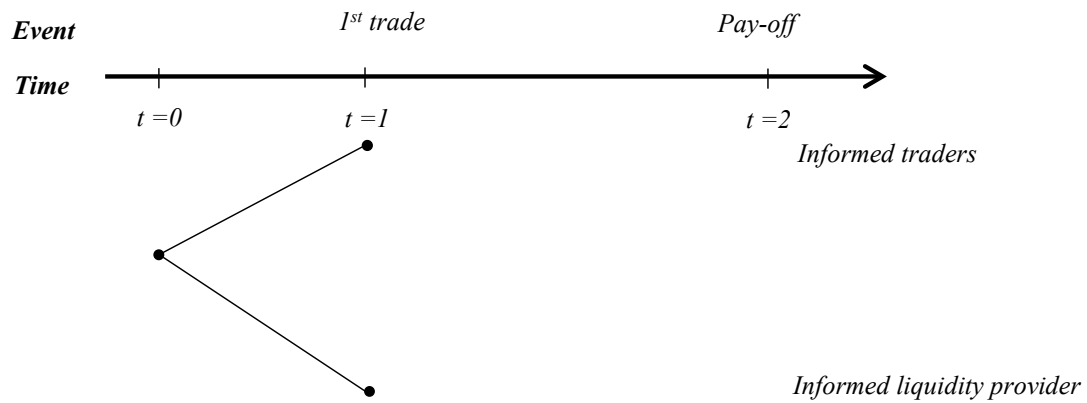 Event 1st trade Pay-off
Time
t =0 t =1 t =2
Informed traders
Informed liquidity provider